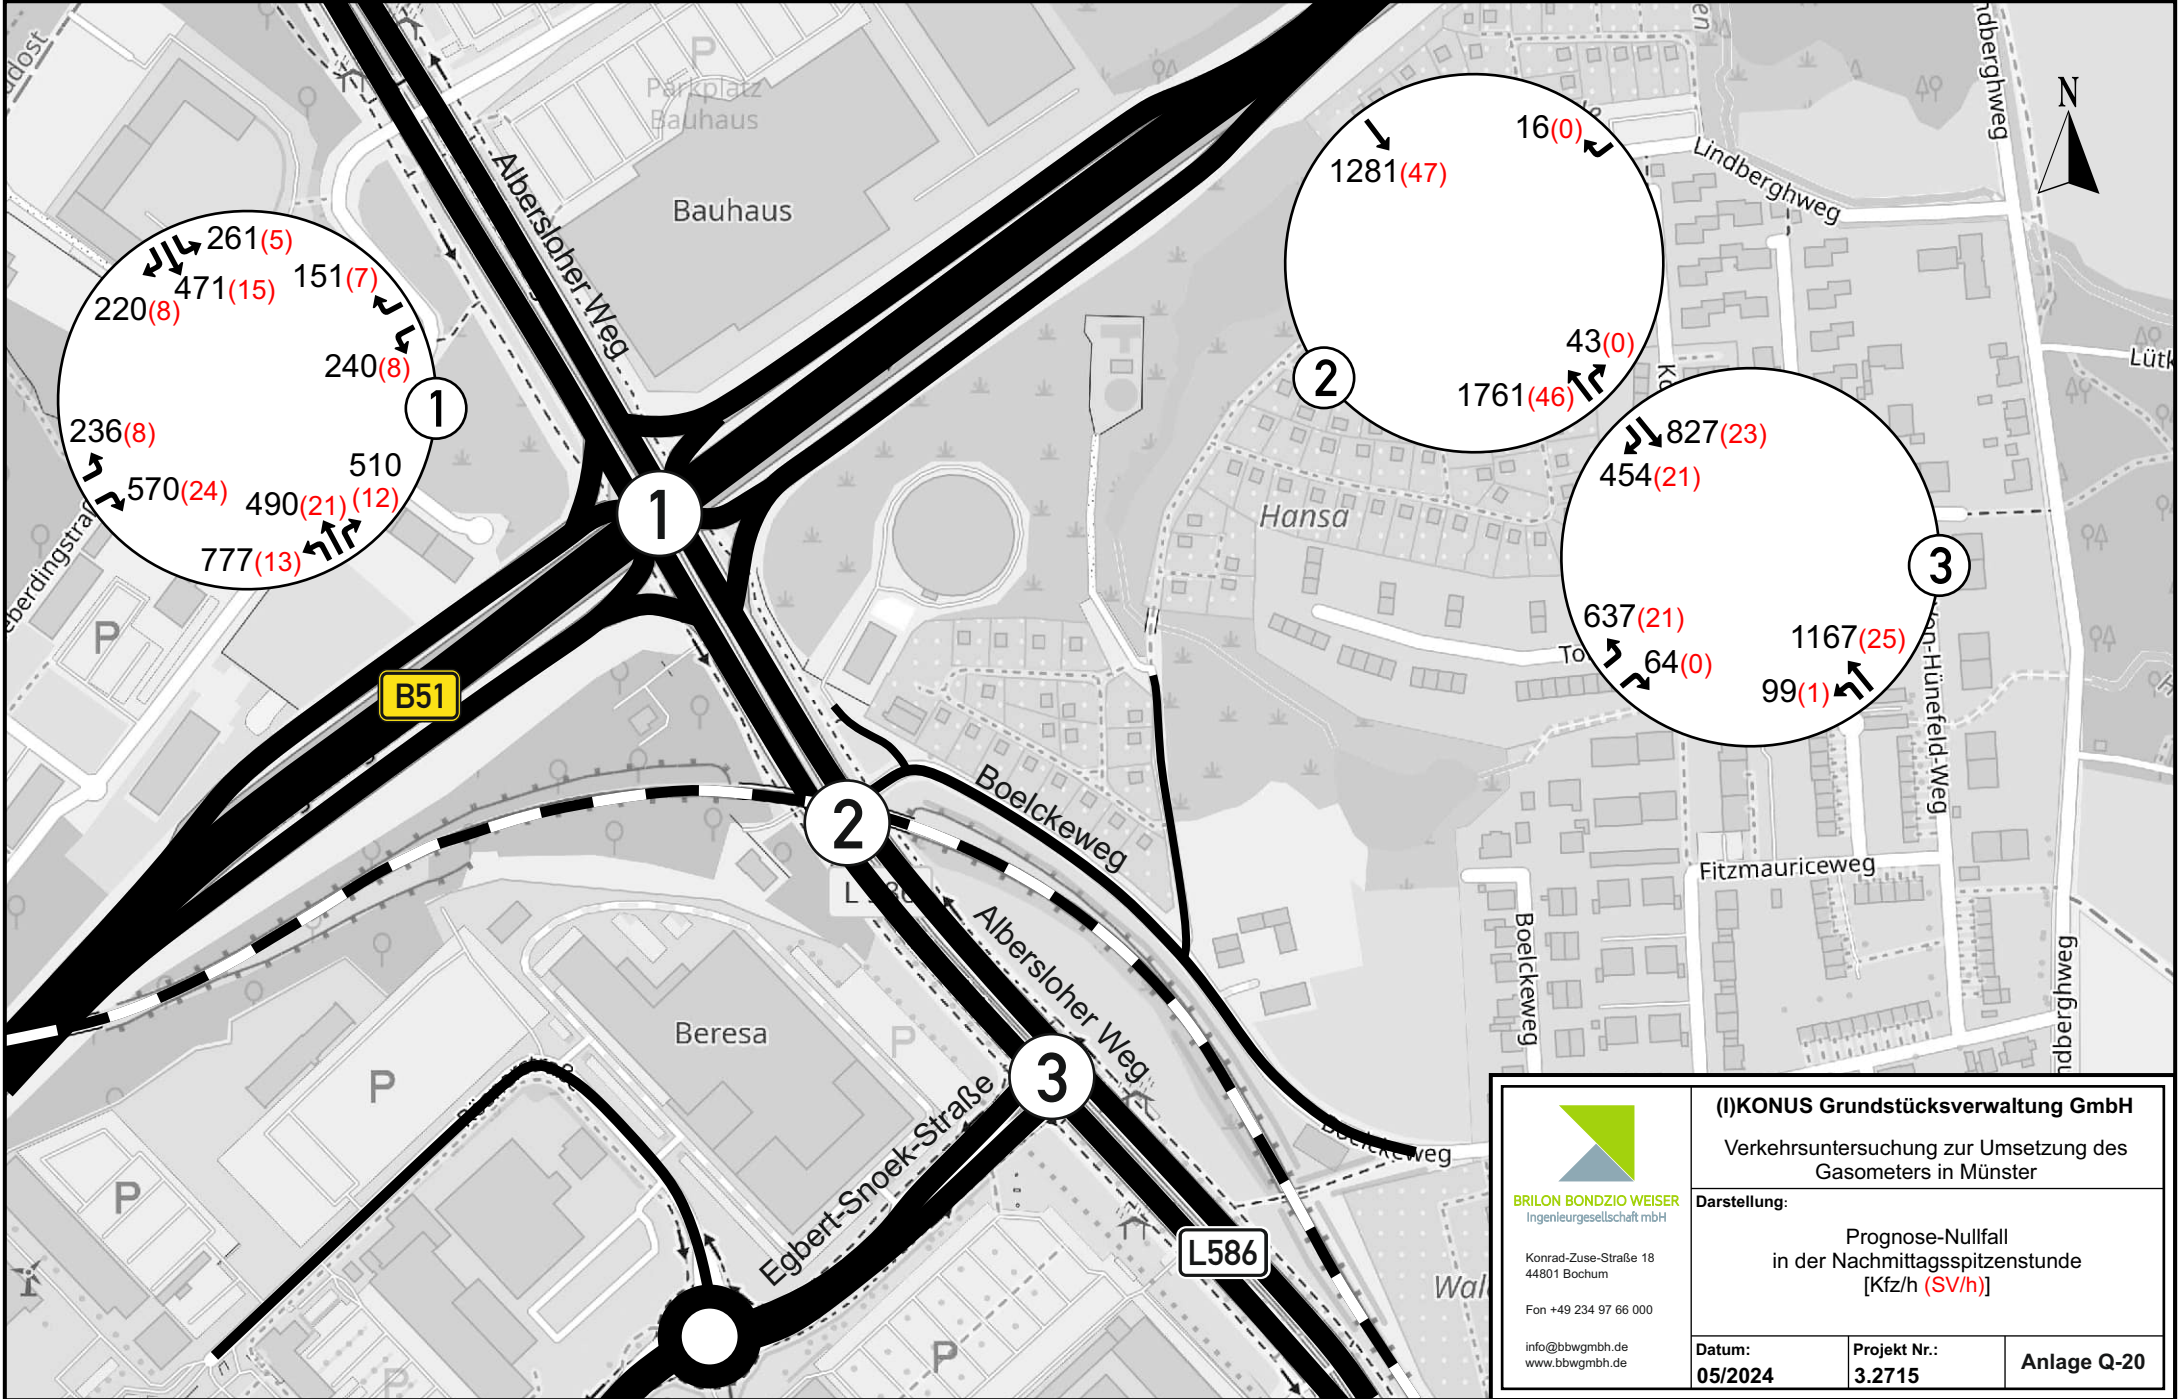 P
Parkplatz
Bauhaus
Bauhaus
Albersloher Weg
N
Lindberghweg
Lindberghweg
261(5)
471(15)
220(8)
151(7)
240(8)
1
236(8)
570(24)
510
490(21)
(12)
777(13)
16(0)
1281(47)
43(0)
1761(46)
2
827(23)
454(21)
637(21)
64(0)
1167(25)
99(1)
3
1
Hansa
P
B51
2
Boelckeweg
Fitzmauriceweg
Boelckeweg
Albersloher Weg
Beresa
P
P
3
Egbert-Snoek-Straße
P
L586
P
P
Boelckeweg
BRILON BONDZIO WEISER
Ingenieurgesellschaft mbH
Konrad-Zuse-Straße 18
44801 Bochum
Fon +49 234 97 66 000
info@bbwgmbh.de
www.bbwgmbh.de
(I)KONUS Grundstücksverwaltung GmbH
Verkehrsuntersuchung zur Umsetzung des
Gasometers in Münster
Darstellung:
Prognose-Nullfall
in der Nachmittagsspitzenstunde
[Kfz/h (SV/h)]
Datum:
05/2024
Projekt Nr.:
3.2715
Anlage Q-20